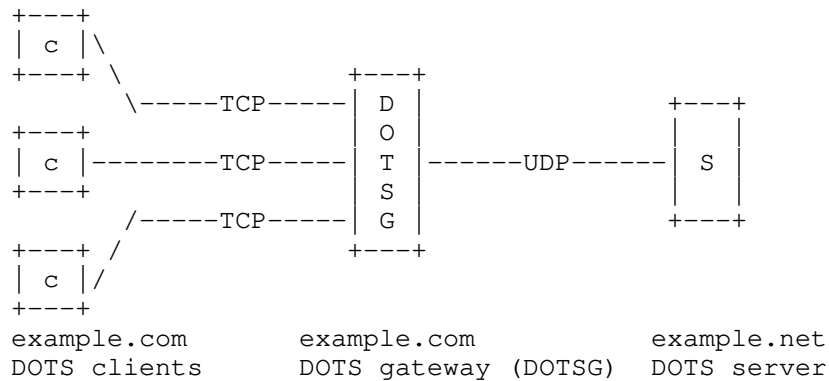 +---+
| c |\
+---+ \              +---+
       \-----TCP-----| D |               +---+
+---+                | O |               |   |
| c |--------TCP-----| T |------UDP------| S |
+---+                | S |               |   |
       /-----TCP-----| G |               +---+
+---+ /              +---+
| c |/
+---+
example.com       example.com           example.net
DOTS clients      DOTS gateway (DOTSG)  DOTS server